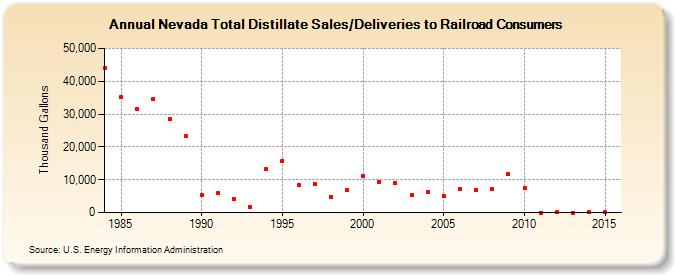 Annual Nevada Total Distillate Sales/Deliveries to Railroad Consumers
Thousand Gallons
50,000
40,000
30,000
20,000
10,000
0
1985 1990 1995 2000 2005 2010 2015
Source: U.S. Energy Information Administration